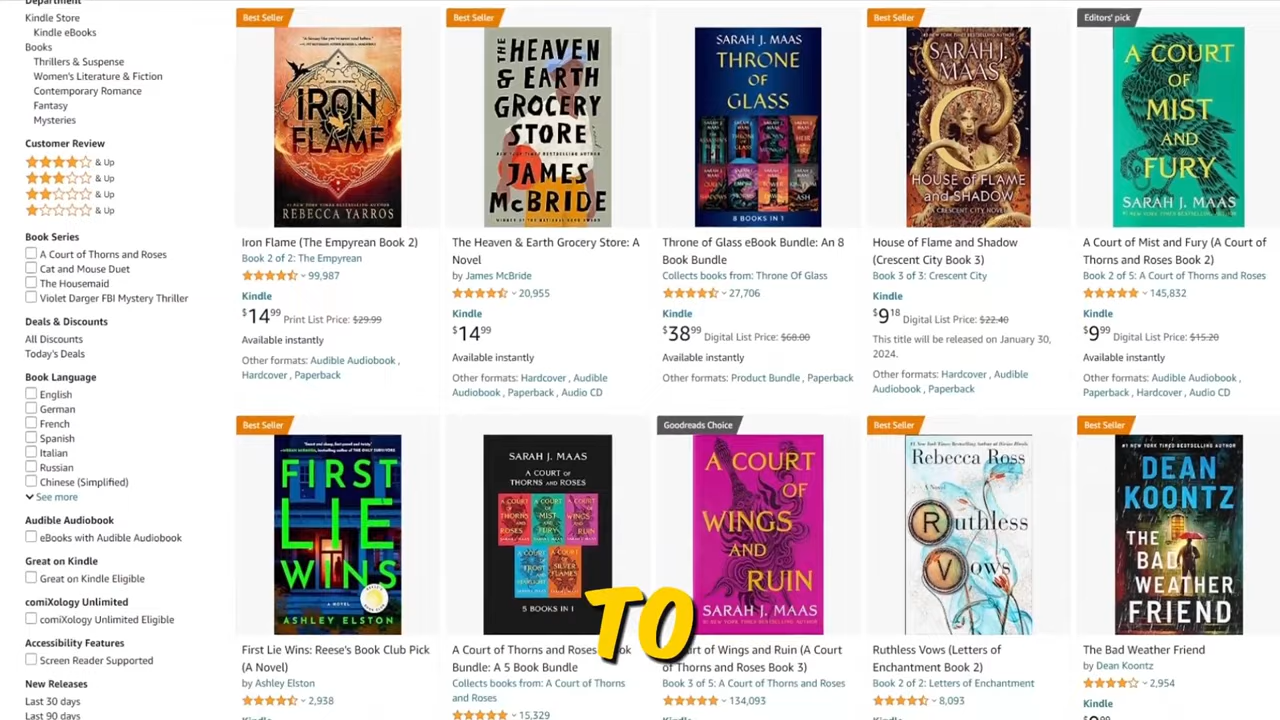 Department
Kindle Store
Kindle eBooks
Books
Thrillers & Suspense
Women's Literature & Fiction
Contemporary Romance
Fantasy
Mysteries
Customer Review
& Up
& Up
& Up
& Up
Book Series
A Court of Thorns and Roses
Cat and Mouse Duet
The Housemaid
Violet Darger FBI Mystery Thriller
Deals & Discounts
All Discounts
Today's Deals
Book Language
English
German
French
Spanish
Italian
Russian
Chinese (Simplified)
See more
Audible Audiobook
eBooks with Audible Audiobook
Great on Kindle
Great on Kindle Eligible
comiXology Unlimited
comiXology Unlimited Eligible
Accessibility Features
Screen Reader Supported
New Releases
Last 30 days
Last 90 days
Best Seller
IRON
FLAME
REBECCA YARROS
Iron Flame (The Empyrean Book 2)
Book 2 of 2: The Empyrean
99,987
Kindle
$14.99 Print List Price: $29.99
Available instantly
Other formats: Audible Audiobook ,
Hardcover , Paperback
Best Seller
THE
HEAVEN
& EARTH
GROCERY
STORE
JAMES
McBRIDE
The Heaven & Earth Grocery Store: A
Novel
by James McBride
20,955
Kindle
$14.99
Available instantly
Other formats: Hardcover , Audible
Audiobook , Paperback , Audio CD
SARAH J. MAAS
THRONE
OF
GLASS
8 BOOKS IN 1
Throne of Glass eBook Bundle: An 8
Book Bundle
Collects books from: Throne Of Glass
27,706
Kindle
$38.99 Digital List Price: $68.00
Available instantly
Other formats: Product Bundle , Paperback
Best Seller
#1 NEW YORK TIMES BESTSELLING AUTHOR
SARAH J.
MAAS
HOUSE of FLAME
and SHADOW
A CRESCENT CITY NOVEL
House of Flame and Shadow
(Crescent City Book 3)
Book 3 of 3: Crescent City
Kindle
$9.18 Digital List Price: $22.40
This title will be released on January 30,
2024.
Other formats: Hardcover , Audible
Audiobook , Paperback
Editors' pick
A COURT
OF
MIST
AND
FURY
SARAH J. MAAS
A Court of Mist and Fury (A Court of
Thorns and Roses Book 2)
Book 2 of 5: A Court of Thorns and Roses
145,832
Kindle
$9.99 Digital List Price: $15.20
Available instantly
Other formats: Audible Audiobook ,
Paperback , Hardcover , Audio CD
Best Seller
FIRST
LIE
WINS
A NOVEL
ASHLEY ELSTON
First Lie Wins: Reese's Book Club Pick
(A Novel)
by Ashley Elston
2,938
SARAH J. MAAS
A COURT OF
THORNS AND ROSES
5 BOOKS IN 1
A Court of Thorns and Roses
Book Bundle: A 5 Book Bundle
Collects books from: A Court of Thorns
and Roses
15,329
Goodreads Choice
A COURT
OF
WINGS
AND
RUIN
SARAH J. MAAS
Court of Wings and Ruin (A Court
of Thorns and Roses Book 3)
Book 3 of 5: A Court of Thorns and Roses
134,093
Best Seller
Rebecca Ross
A Novel
Ruthless
Vows
Ruthless Vows (Letters of
Enchantment Book 2)
Book 2 of 2: Letters of Enchantment
8,093
Best Seller
#1 NEW YORK TIMES BESTSELLING AUTHOR
DEAN
KOONTZ
THE
BAD
WEATHER
FRIEND
The Bad Weather Friend
by Dean Koontz
2,954
Kindle
TO